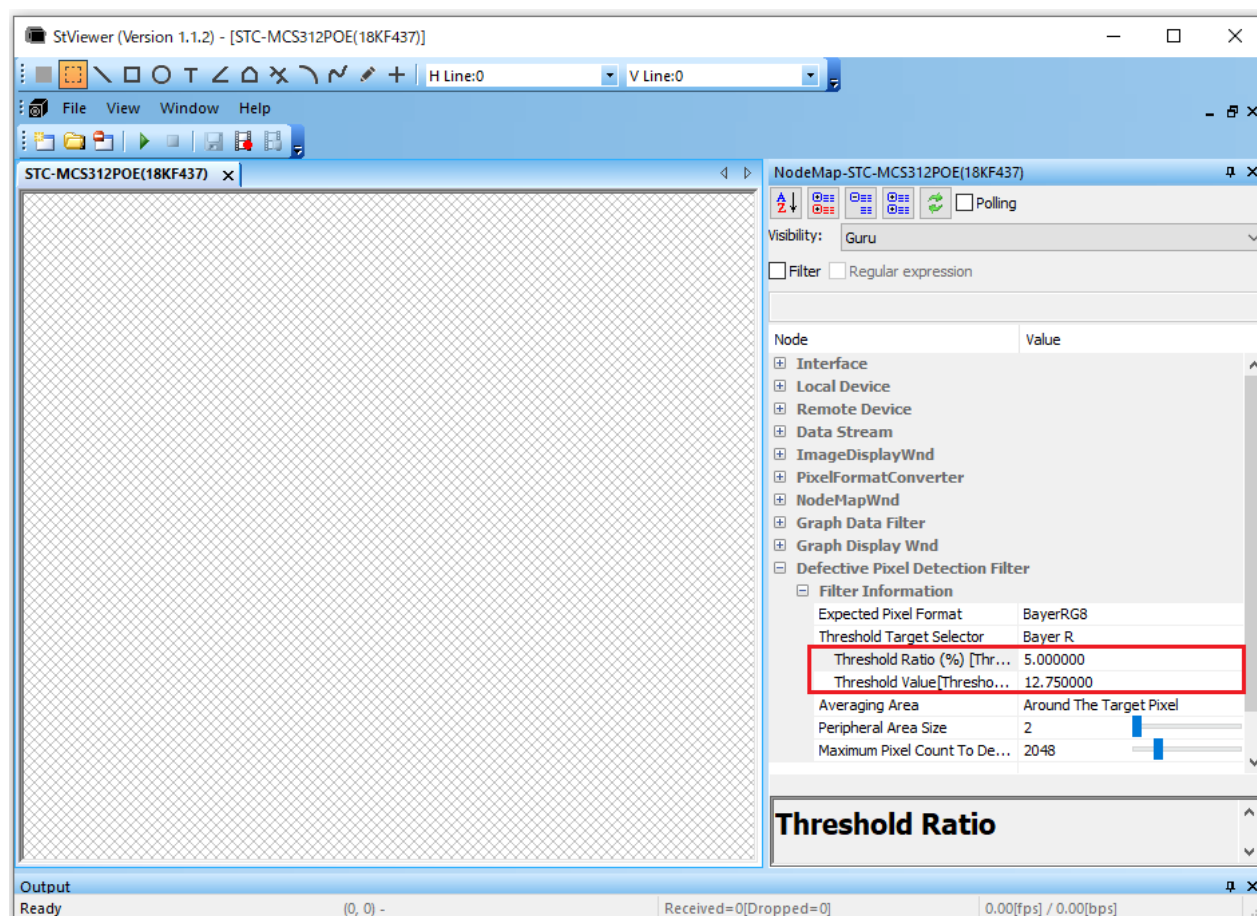 StViewer (Version 1.1.2) - [STC-MCS312POE(18KF437)]
H Line:0 V Line:0
File View Window Help
STC-MCS312POE(18KF437)
NodeMap-STC-MCS312POE(18KF437)
Polling
Visibility: Guru
Filter Regular expression
Node Value
Interface
Local Device
Remote Device
Data Stream
ImageDisplayWnd
PixelFormatConverter
NodeMapWnd
Graph Data Filter
Graph Display Wnd
Defective Pixel Detection Filter
Filter Information
Expected Pixel Format BayerRG8
Threshold Target Selector Bayer R
Threshold Ratio (%) [Thr... 5.000000
Threshold Value[Thresho... 12.750000
Averaging Area Around The Target Pixel
Peripheral Area Size 2
Maximum Pixel Count To De... 2048
Threshold Ratio
Output
Ready (0, 0) - Received=0[Dropped=0] 0.00[fps] / 0.00[bps]